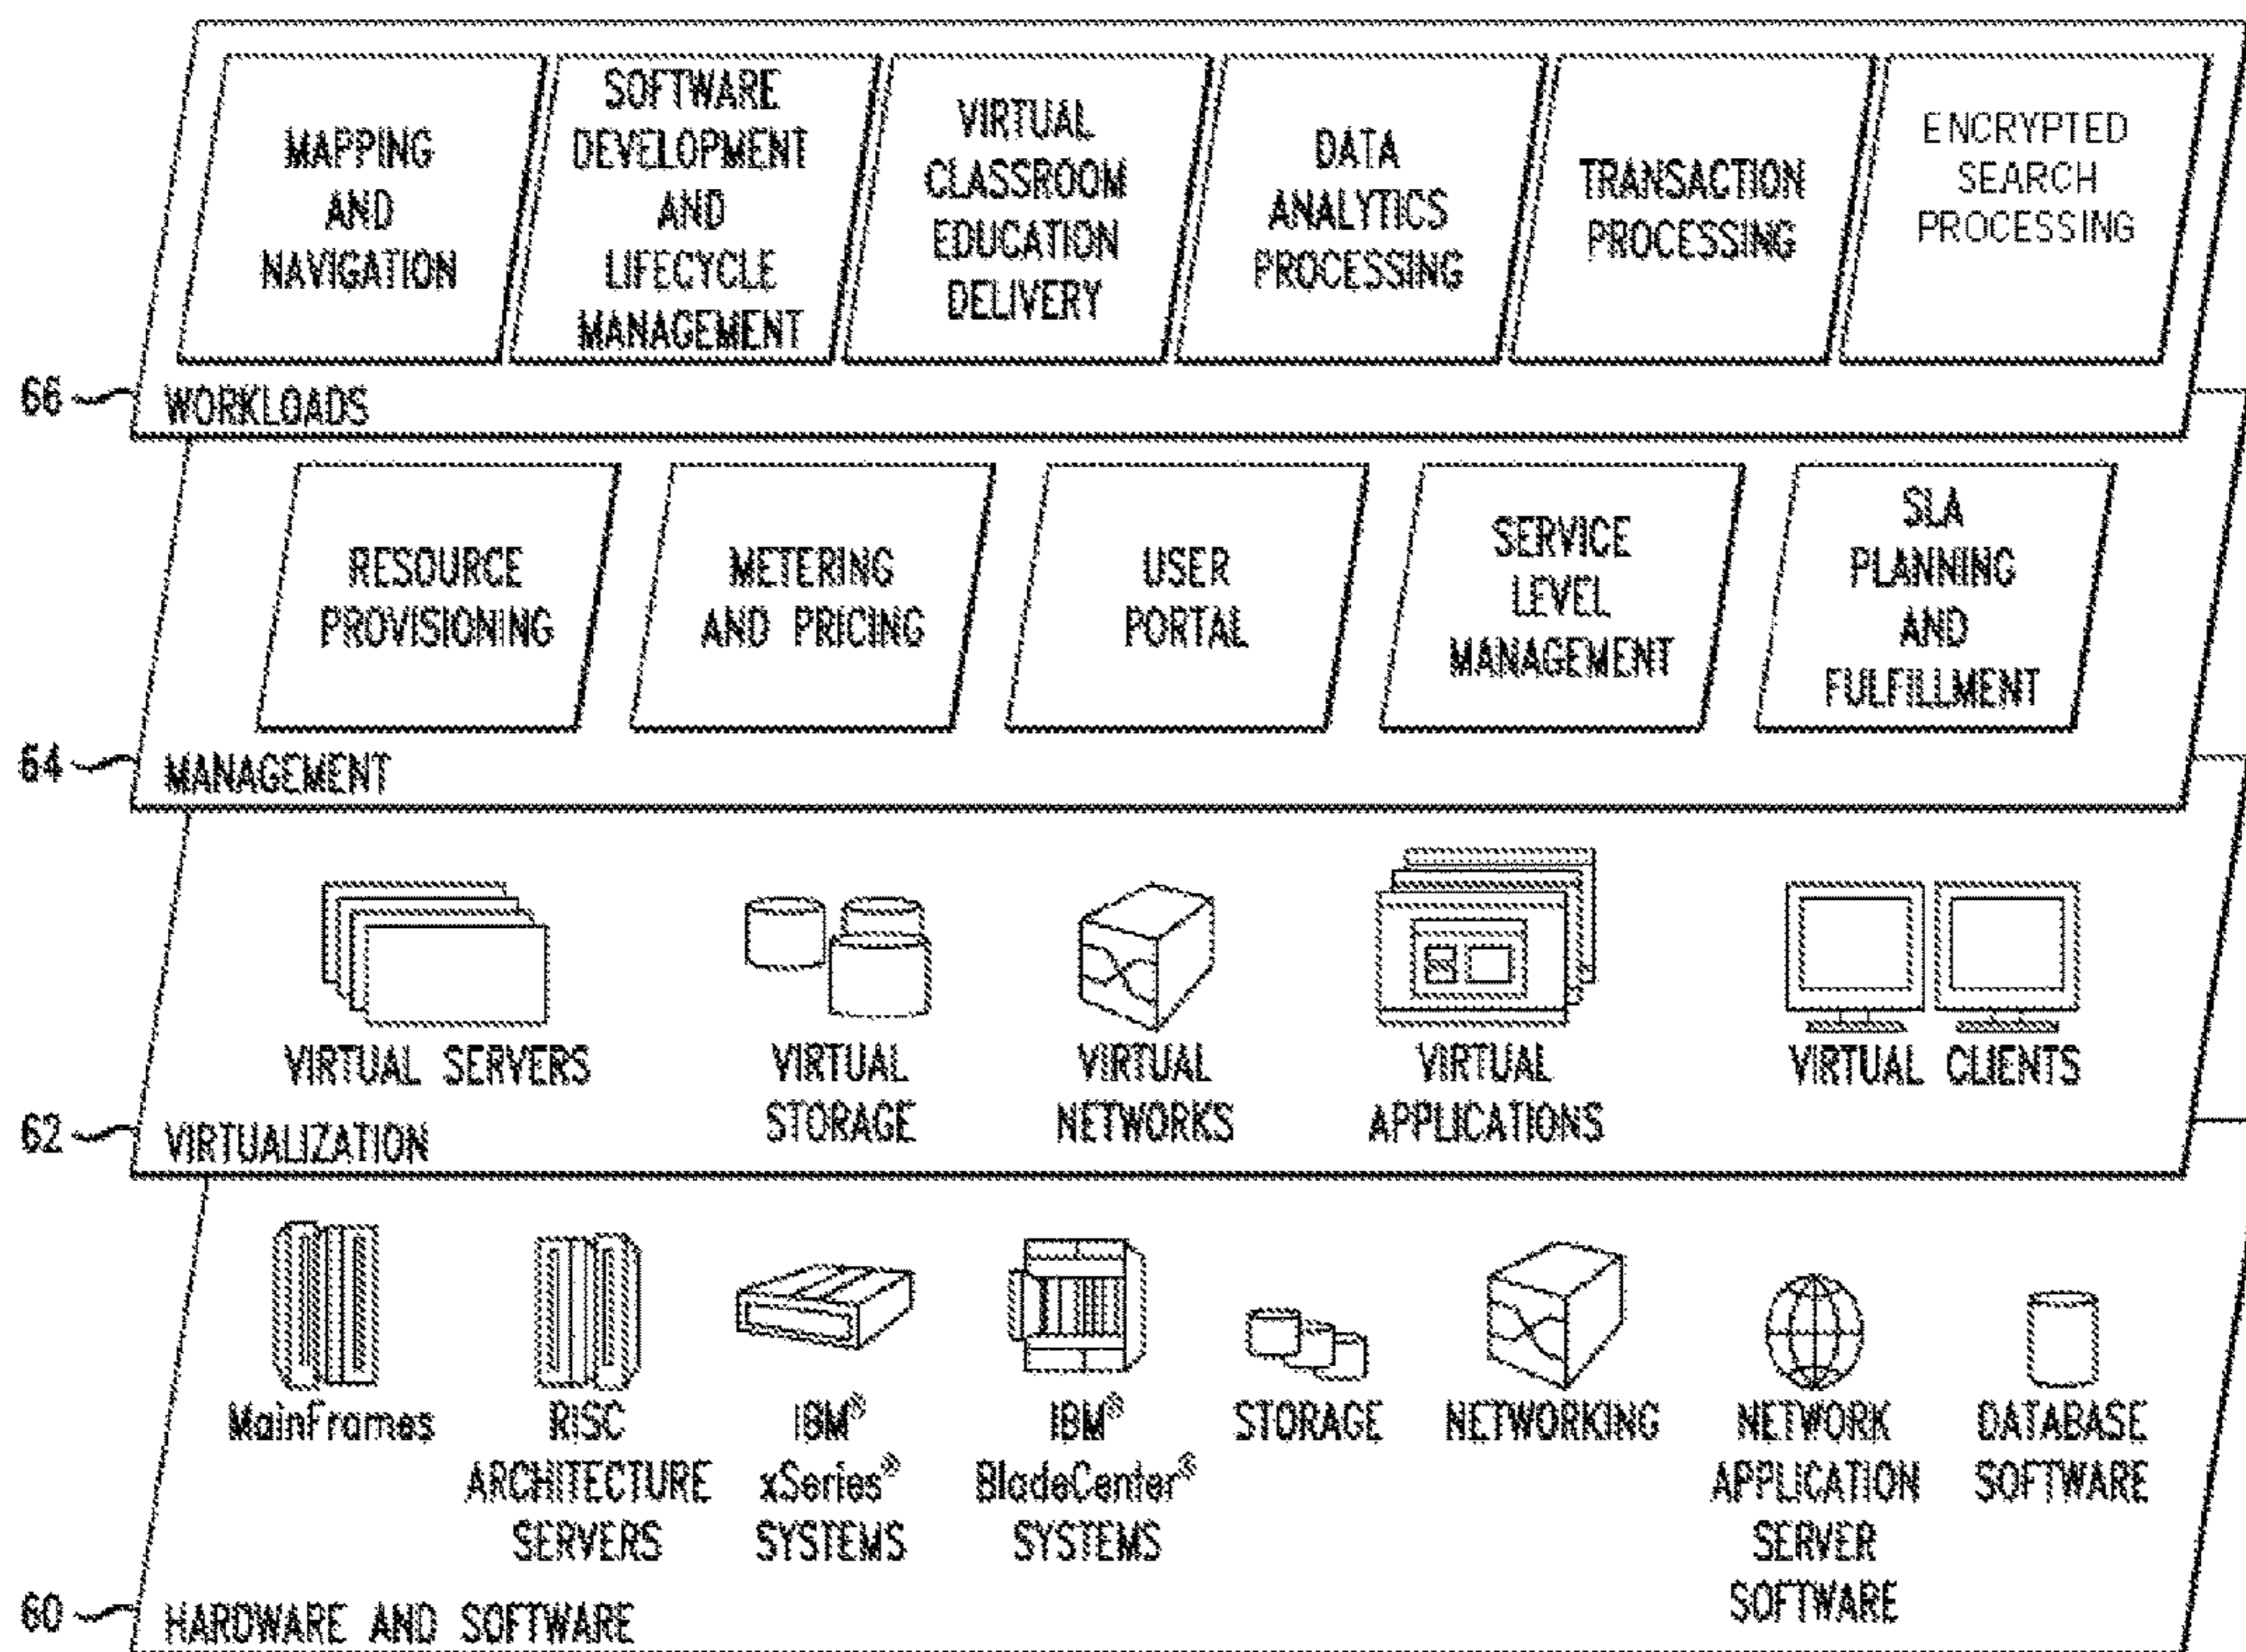 MAPPING
AND
NAVIGATION
SOFTWARE
DEVELOPMENT
AND
LIFECYCLE
MANAGEMENT
VIRTUAL
CLASSROOM
EDUCATION
DELIVERY
DATA
ANALYTICS
PROCESSING
TRANSACTION
PROCESSING
ENCRYPTED
SEARCH
PROCESSING
66
WORKLOADS
RESOURCE
PROVISIONING
METERING
AND PRICING
USER
PORTAL
SERVICE
LEVEL
MANAGEMENT
SLA
PLANNING
AND
FULFILLMENT
64
MANAGEMENT
VIRTUAL SERVERS
VIRTUAL
STORAGE
VIRTUAL
NETWORKS
VIRTUAL
APPLICATIONS
VIRTUAL CLIENTS
62
VIRTUALIZATION
MainFrames
RISC
ARCHITECTURE
SERVERS
IBM®
xSeries®
SYSTEMS
IBM®
BladeCenter®
SYSTEMS
STORAGE
NETWORKING
NETWORK
APPLICATION
SERVER
SOFTWARE
DATABASE
SOFTWARE
60
HARDWARE AND SOFTWARE